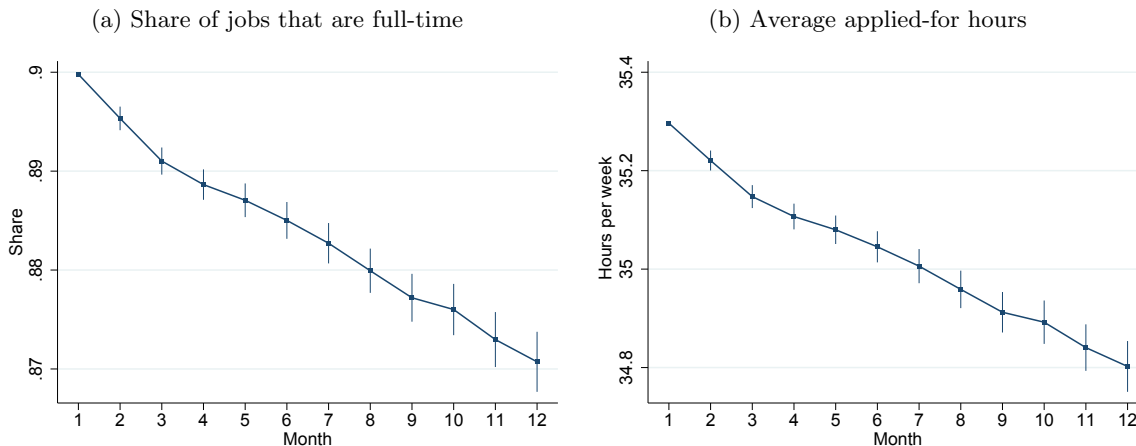 (a) Share of jobs that are full-time
.9
.89
.88
.87
Share
1 2 3 4 5 6 7 8 9 10 11 12
Month
(b) Average applied-for hours
35.4
35.2
35
34.8
Hours per week
1 2 3 4 5 6 7 8 9 10 11 12
Month